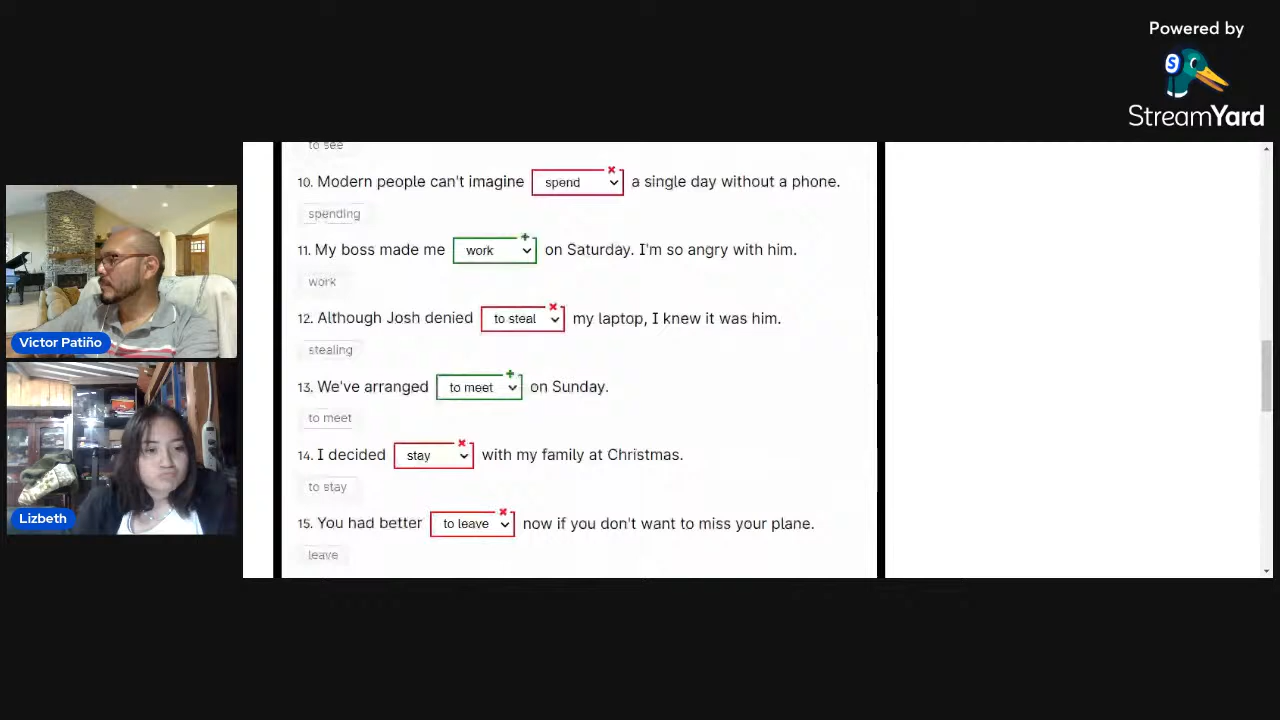 Powered by
StreamYard
to see
10. Modern people can't imagine spend a single day without a phone.
spending
11. My boss made me work on Saturday. I'm so angry with him.
work
12. Although Josh denied to steal my laptop, I knew it was him.
stealing
13. We've arranged to meet on Sunday.
to meet
14. I decided stay with my family at Christmas.
to stay
15. You had better to leave now if you don't want to miss your plane.
leave
Victor Patiño
Lizbeth